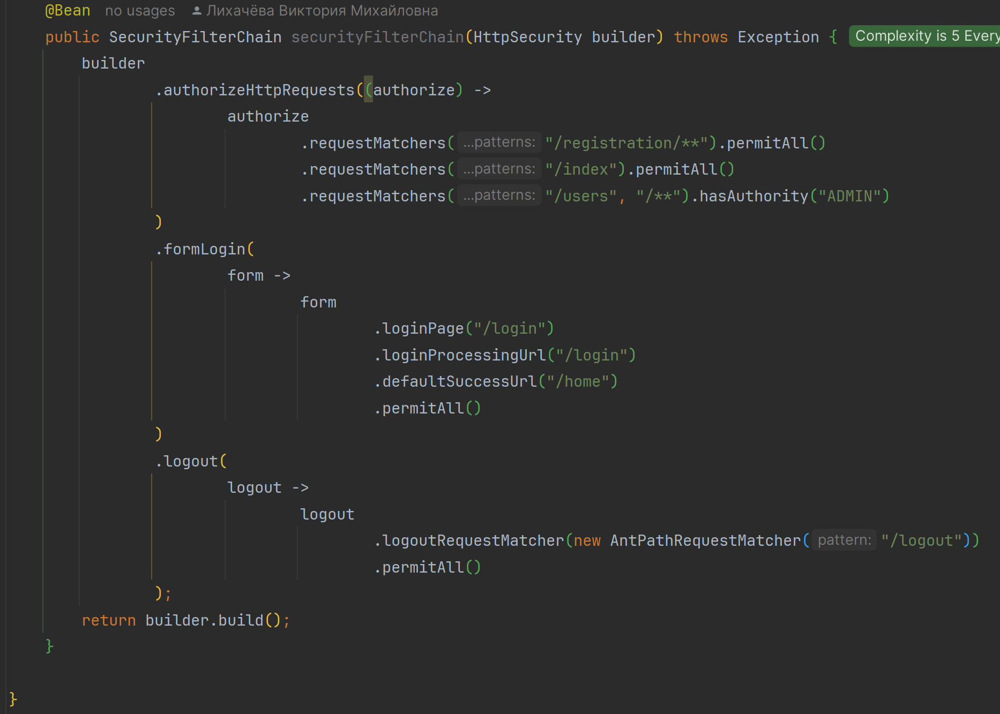 @Bean no usages Лихачёва Виктория Михайловна
public SecurityFilterChain securityFilterChain(HttpSecurity builder) throws Exception { Complexity is 5 Every
builder
.authorizeHttpRequests((authorize) ->
authorize
.requestMatchers( ...patterns: "/registration/**").permitAll()
.requestMatchers( ...patterns: "/index").permitAll()
.requestMatchers( ...patterns: "/users", "/**").hasAuthority("ADMIN")
)
.formLogin(
form ->
form
.loginPage("/login")
.loginProcessingUrl("/login")
.defaultSuccessUrl("/home")
.permitAll()
)
.logout(
logout ->
logout
.logoutRequestMatcher(new AntPathRequestMatcher( pattern: "/logout"))
.permitAll()
);
return builder.build();
}
}